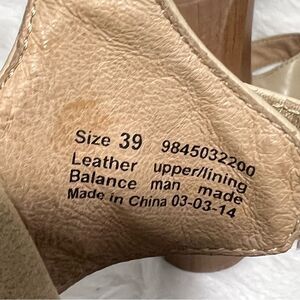 Size 39 9845032200
Leather upper/lining
Balance man made
Made in China 03-03-14